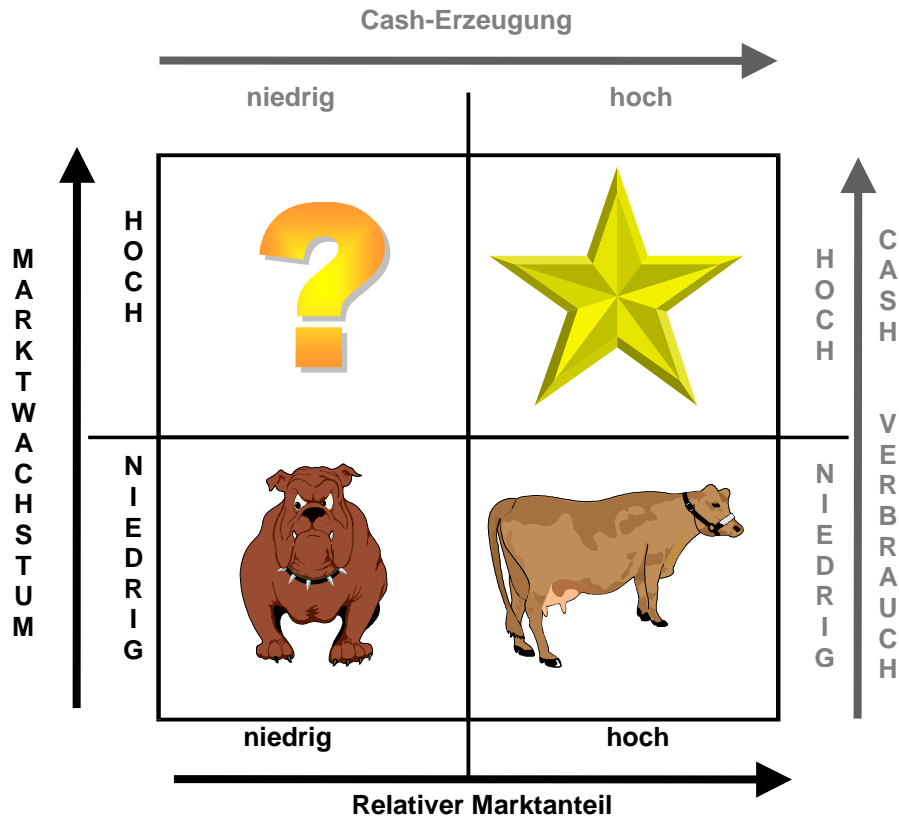 Cash-Erzeugung
niedrig hoch
MARKTWACHSTUM
HOCH
NIEDRIG
?
HOCH
NIEDRIG
CASH VERBRAUCH
niedrig hoch
Relativer Marktanteil